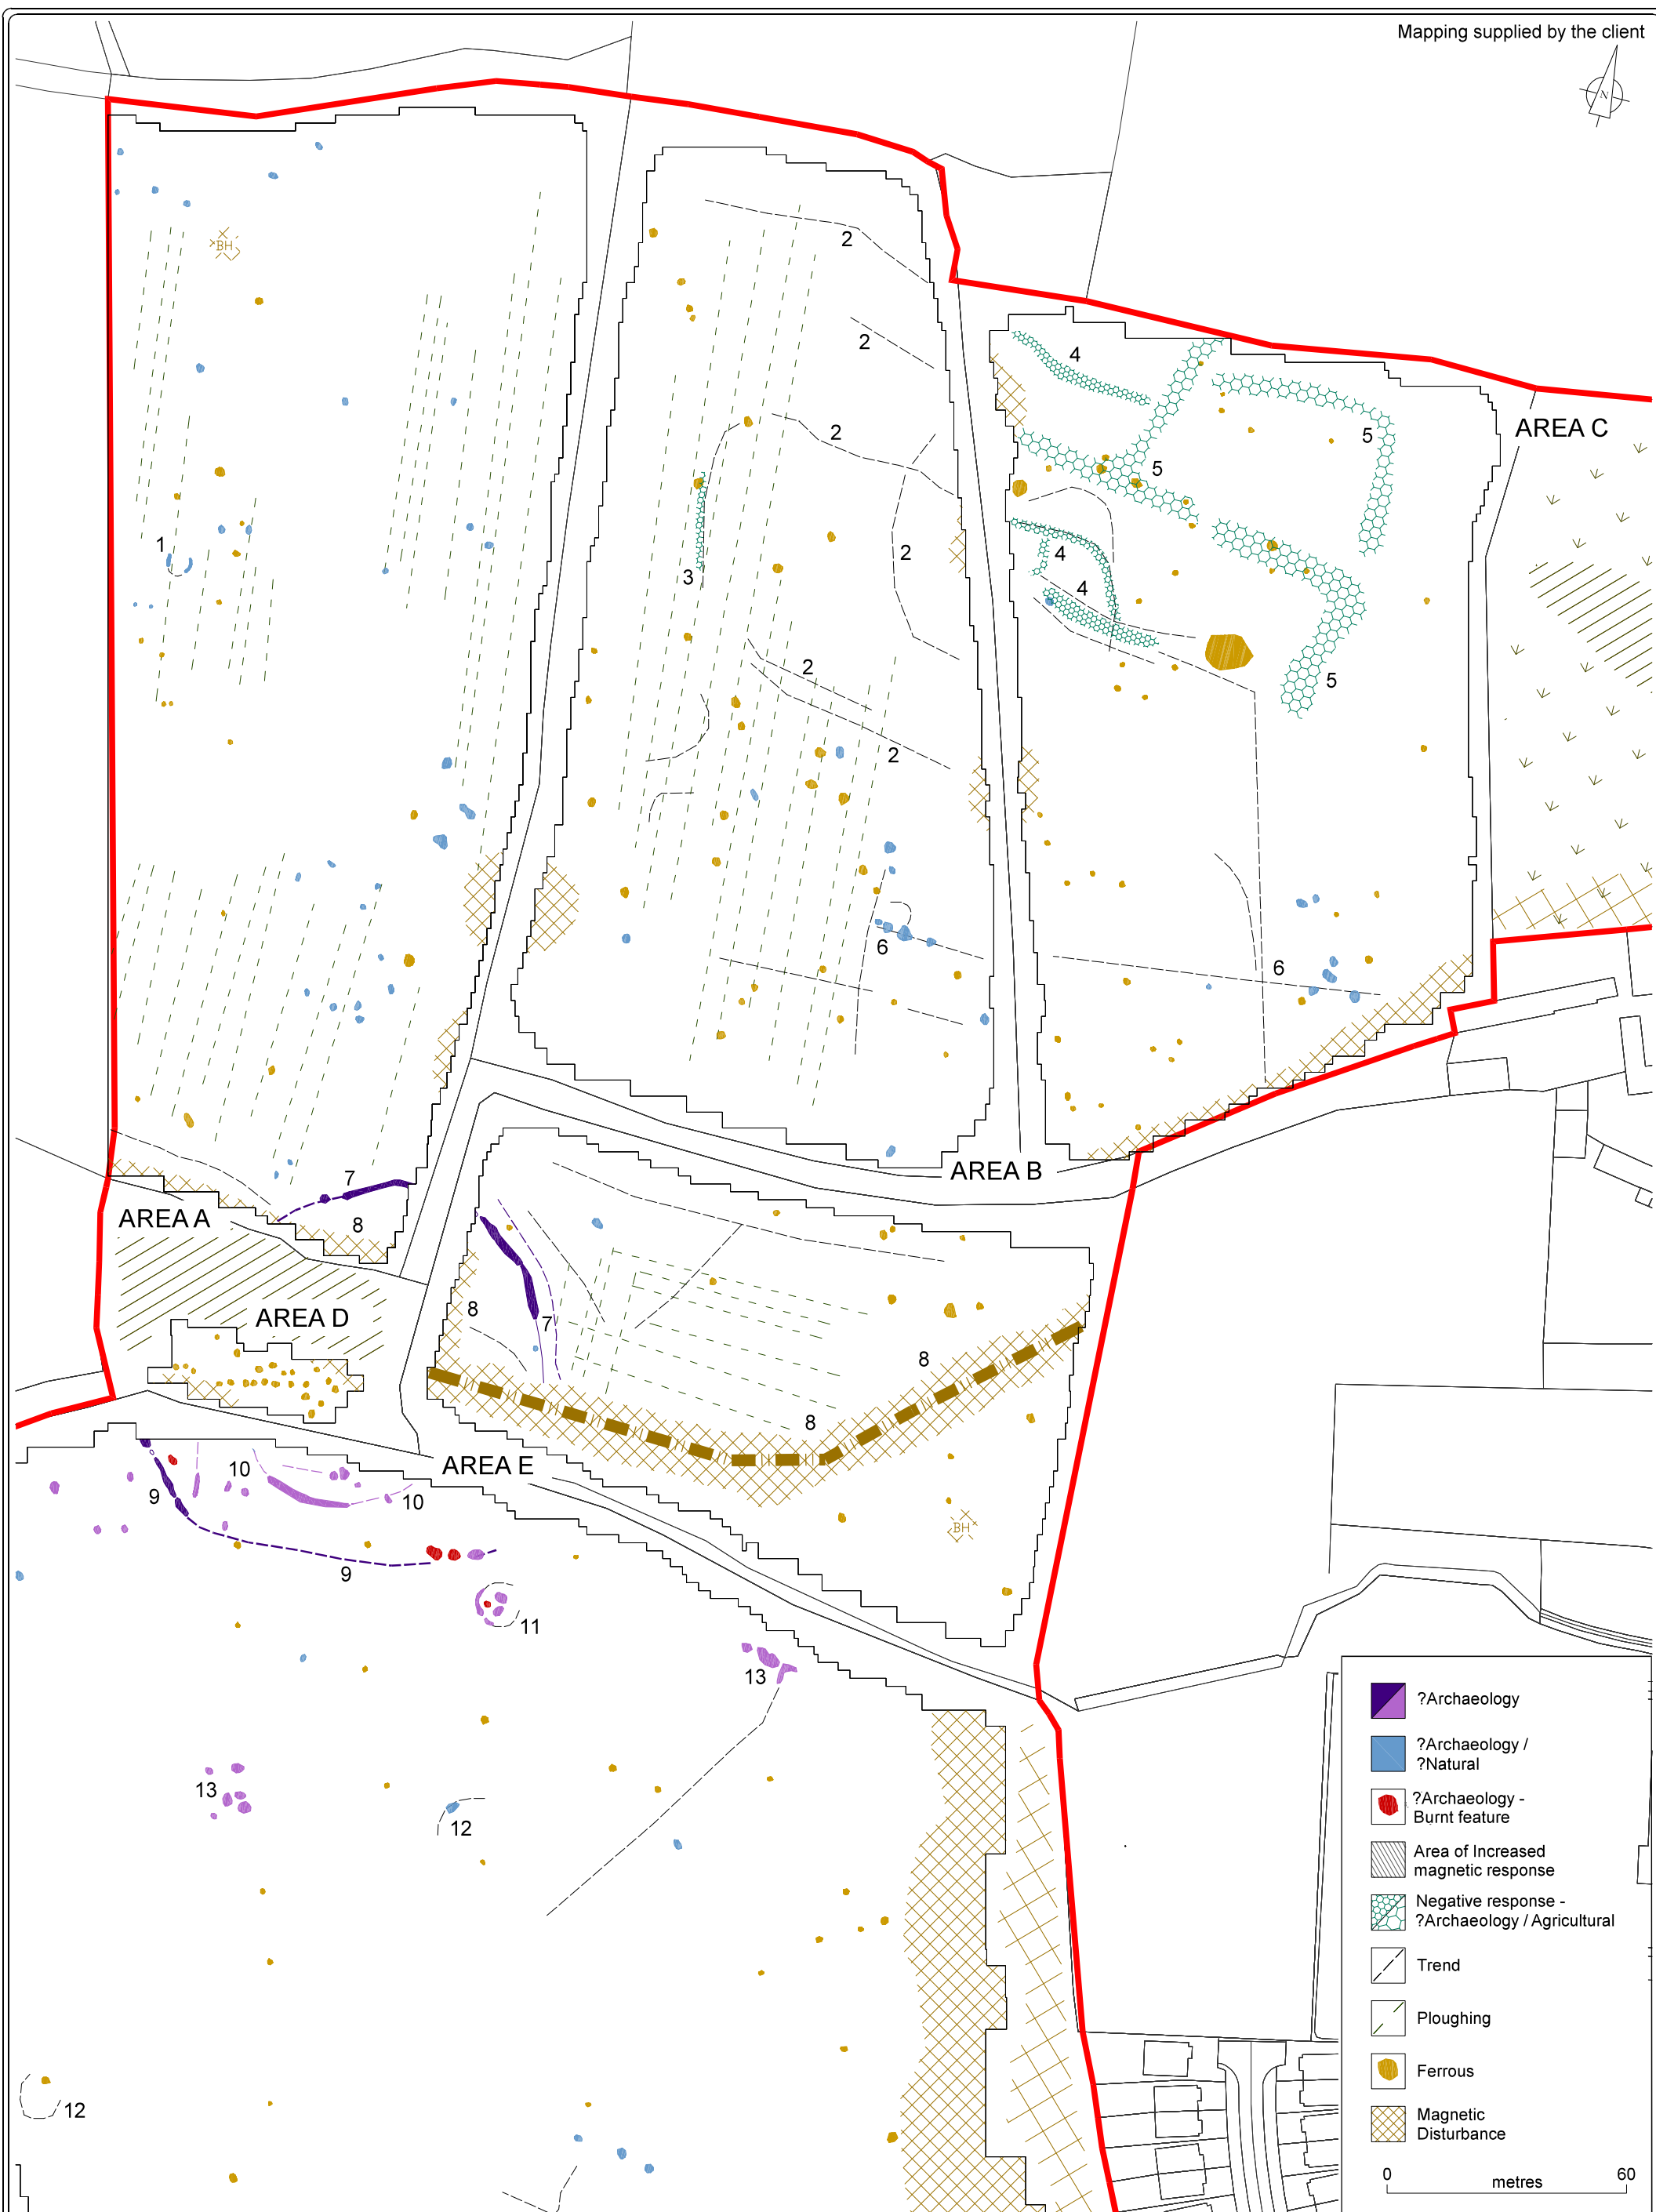 Mapping supplied by the client
N
BH
2
2
4
AREA C
2
5
5
1
2
4
3
4
2
5
2
6
6
7
AREA B
AREA A
8
8
AREA D
7
8
8
AREA E
10
9
10
BH
9
11
13
13
12
12
?Archaeology
?Archaeology /
?Natural
?Archaeology -
Burnt feature
Area of Increased
magnetic response
Negative response -
?Archaeology / Agricultural
Trend
Ploughing
Ferrous
Magnetic
Disturbance
0 metres 60